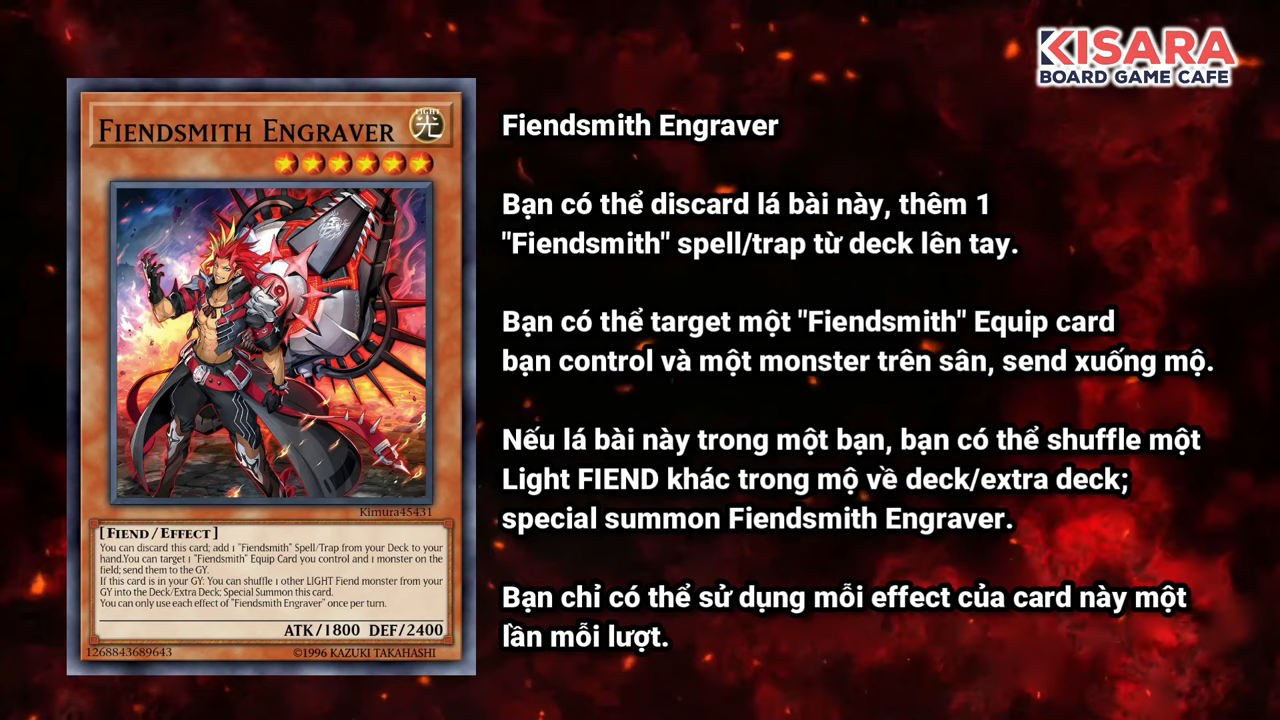 KISARA
BOARD GAME CAFE
FIENDSMITH ENGRAVER
LIGHT
光
Kimura45431
[ FIEND / EFFECT ]
You can discard this card; add 1 "Fiendsmith" Spell/Trap from your Deck to your
hand.You can target 1 "Fiendsmith" Equip Card you control and 1 monster on the
field; send them to the GY.
If this card is in your GY: You can shuffle 1 other LIGHT Fiend monster from your
GY into the Deck/Extra Deck; Special Summon this card.
You can only use each effect of "Fiendsmith Engraver" once per turn.
ATK/1800 DEF/2400
1268843689643
©1996 KAZUKI TAKAHASHI
Fiendsmith Engraver
Bạn có thể discard lá bài này, thêm 1
"Fiendsmith" spell/trap từ deck lên tay.
Bạn có thể target một "Fiendsmith" Equip card
bạn control và một monster trên sân, send xuống mộ.
Nếu lá bài này trong một bạn, bạn có thể shuffle một
Light FIEND khác trong mộ về deck/extra deck;
special summon Fiendsmith Engraver.
Bạn chỉ có thể sử dụng mỗi effect của card này một
lần mỗi lượt.